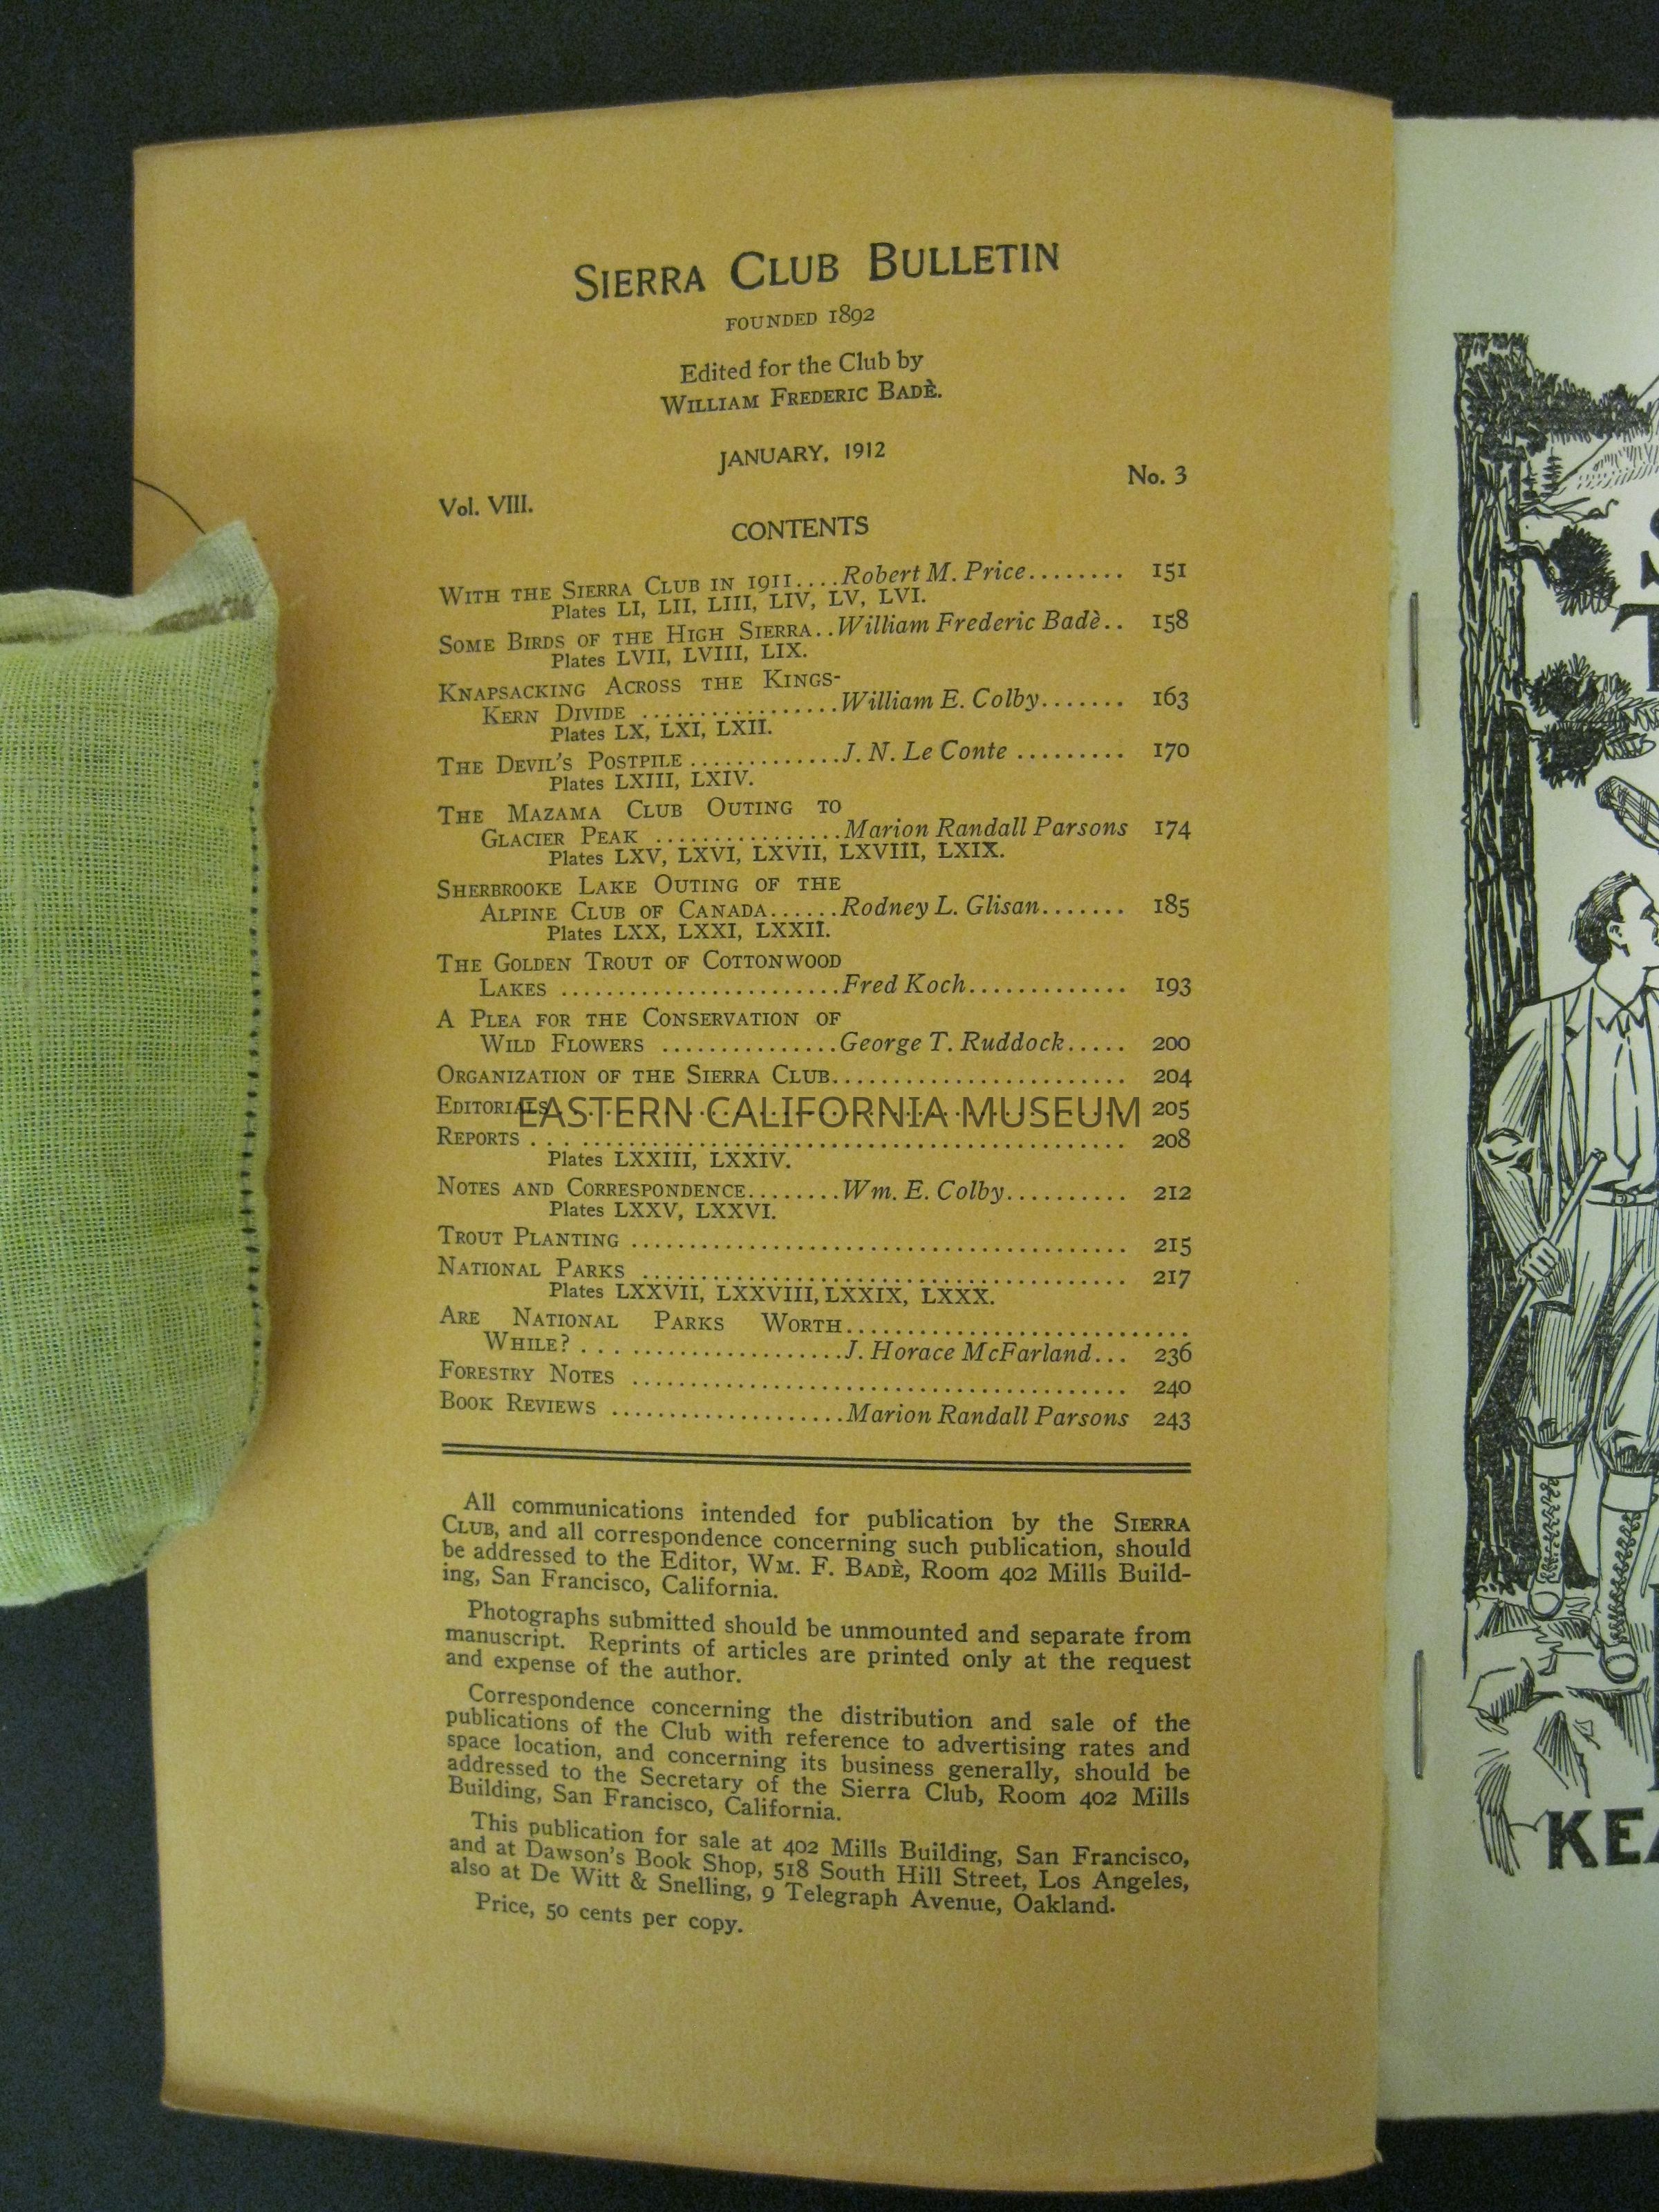 SIERRA CLUB BULLETIN
FOUNDED 1892
Edited for the Club by
WILLIAM FREDERIC BADÈ.
JANUARY, 1912
Vol. VIII. No. 3
CONTENTS
WITH THE SIERRA CLUB IN 1911....Robert M. Price........ 151
Plates LI, LII, LIII, LIV, LV, LVI.
SOME BIRDS OF THE HIGH SIERRA..William Frederic Badè.. 158
Plates LVII, LVIII, LIX.
KNAPSACKING ACROSS THE KINGS-
KERN DIVIDE .................William E. Colby....... 163
Plates LX, LXI, LXII.
THE DEVIL'S POSTPILE .............J. N. Le Conte ......... 170
Plates LXIII, LXIV.
THE MAZAMA CLUB OUTING TO
GLACIER PEAK ................Marion Randall Parsons 174
Plates LXV, LXVI, LXVII, LXVIII, LXIX.
SHERBROOKE LAKE OUTING OF THE
ALPINE CLUB OF CANADA......Rodney L. Glisan....... 185
Plates LXX, LXXI, LXXII.
THE GOLDEN TROUT OF COTTONWOOD
LAKES ........................Fred Koch............. 193
A PLEA FOR THE CONSERVATION OF
WILD FLOWERS ...............George T. Ruddock..... 200
ORGANIZATION OF THE SIERRA CLUB.......................... 204
EDITORIALS.................................................. 205
EASTERN CALIFORNIA MUSEUM
REPORTS . . ................................................ 208
Plates LXXIII, LXXIV.
NOTES AND CORRESPONDENCE........Wm. E. Colby.......... 212
Plates LXXV, LXXVI.
TROUT PLANTING ........................................... 215
NATIONAL PARKS .......................................... 217
Plates LXXVII, LXXVIII, LXXIX, LXXX.
ARE NATIONAL PARKS WORTH..............................
WHILE? . . . ...................J. Horace McFarland... 236
FORESTRY NOTES ........................................... 240
BOOK REVIEWS ....................Marion Randall Parsons 243
All communications intended for publication by the SIERRA
CLUB, and all correspondence concerning such publication, should
be addressed to the Editor, WM. F. BADÈ, Room 402 Mills Build-
ing, San Francisco, California.
Photographs submitted should be unmounted and separate from
manuscript. Reprints of articles are printed only at the request
and expense of the author.
Correspondence concerning the distribution and sale of the
publications of the Club with reference to advertising rates and
space location, and concerning its business generally, should be
addressed to the Secretary of the Sierra Club, Room 402 Mills
Building, San Francisco, California.
This publication for sale at 402 Mills Building, San Francisco,
and at Dawson's Book Shop, 518 South Hill Street, Los Angeles,
also at De Witt & Snelling, 9 Telegraph Avenue, Oakland.
Price, 50 cents per copy.